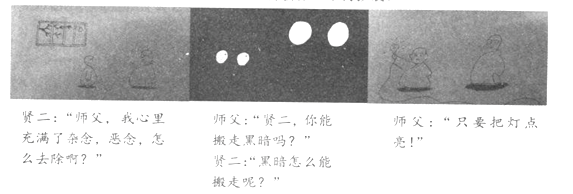 贤二：“师父，我心里
充满了杂念，恶念，怎
么去除啊？”
师父：“贤二，你能
搬走黑暗吗？”
贤二：“黑暗怎么能
搬走呢？”
师父：“只要把灯点
亮！”